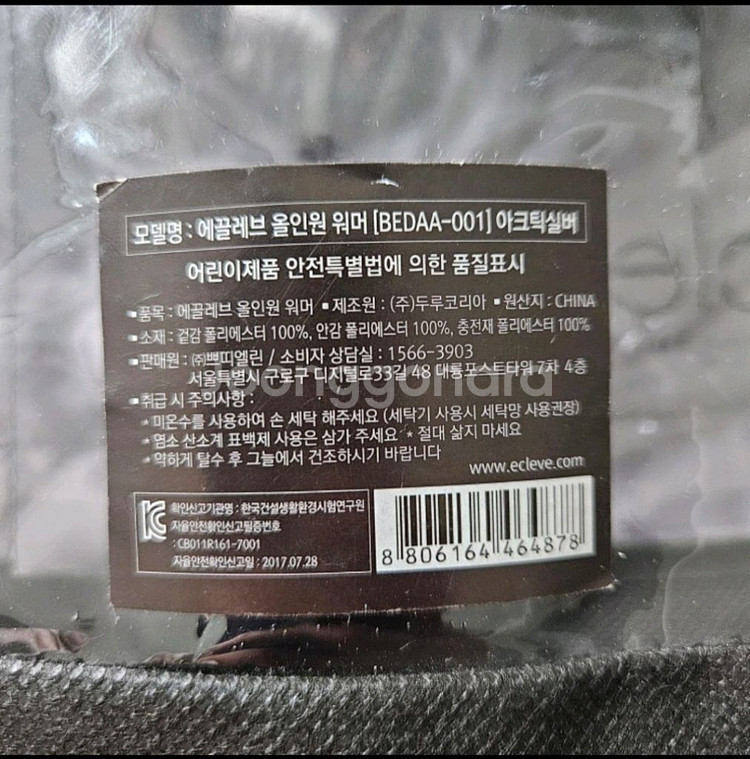 모델명 : 에끌레브 올인원 워머 [BEDAA-001] 아크틱실버
어린이제품 안전특별법에 의한 품질표시
▪품목 : 에끌레브 올인원 워머 ▪제조원 : (주)두루코리아 ▪원산지 : CHINA
▪소재 : 겉감 폴리에스터 100%, 안감 폴리에스터 100%, 충전재 폴리에스터 100%
▪판매원 : ㈜쁘띠엘린 / 소비자 상담실 : 1566-3903
서울특별시 구로구 디지털로33길 48 대륭포스트타워 7차 4층
joonggonara
▪취급 시 주의사항 :
* 미온수를 사용하여 손 세탁 해주세요 (세탁기 사용시 세탁망 사용권장)
* 염소 산소계 표백제 사용은 삼가 주세요 * 절대 삶지 마세요
* 약하게 탈수 후 그늘에서 건조하시기 바랍니다
www.ecleve.com
확인신고기관명 : 한국건설생활환경시험연구원
자율안전확인신고필증번호
: CB011R161-7001
자율안전확인신고일 : 2017.07.28
8 806164 464878